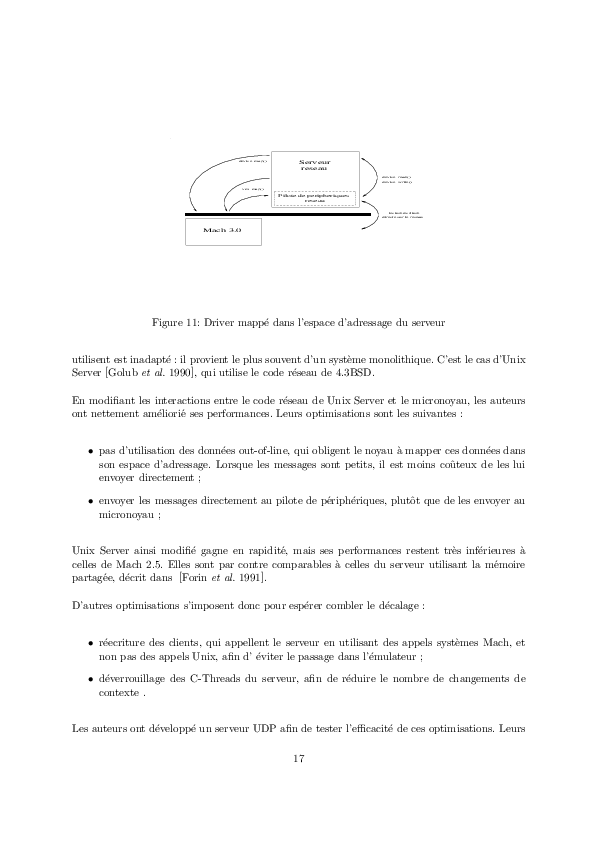 Serveur
reseau
Pilote de peripheriques
reseau
Mach 3.0
Figure 11: Driver mappé dans l'espace d'adressage du serveur
utilisent est inadapté : il provient le plus souvent d'un système monolithique. C'est le cas d'Unix
Server [Golub et al. 1990], qui utilise le code réseau de 4.3BSD.
En modifiant les interactions entre le code réseau de Unix Server et le micronoyau, les auteurs
ont nettement amélioré ses performances. Leurs optimisations sont les suivantes :
• pas d'utilisation des données out-of-line, qui obligent le noyau à mapper ces données dans
son espace d'adressage. Lorsque les messages sont petits, il est moins coûteux de les lui
envoyer directement ;
• envoyer les messages directement au pilote de périphériques, plutôt que de les envoyer au
micronoyau ;
Unix Server ainsi modifié gagne en rapidité, mais ses performances restent très inférieures à
celles de Mach 2.5. Elles sont par contre comparables à celles du serveur utilisant la mémoire
partagée, décrit dans [Forin et al. 1991].
D'autres optimisations s'imposent donc pour espérer combler le décalage :
• réecriture des clients, qui appellent le serveur en utilisant des appels systèmes Mach, et
non pas des appels Unix, afin d' éviter le passage dans l'émulateur ;
• déverrouillage des C-Threads du serveur, afin de réduire le nombre de changements de
contexte .
Les auteurs ont développé un serveur UDP afin de tester l'efficacité de ces optimisations. Leurs
17